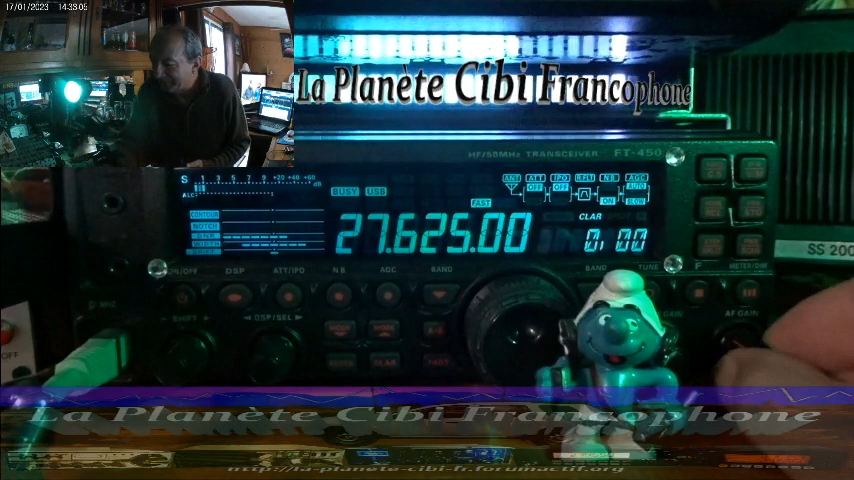 17/01/2023 14:33:05
La Planète Cibi Francophone
HF/50MHz TRANSCEIVER FT-450
S 1 3 5 7 9 +20 +40 +60 dB
ALC
BUSY USB
FAST
ANT ATT IPO R.FLT N B AGC
OFF OFF ON AUTO SLOW
CONTOUR
NOTCH
DNR
WIDTH
SHIFT
27.625.00
CLAR
0.00
SS 200
DSP ATT/IPO N B AGC BAND BAND TUNE F METER/DIM
SHIFT DSP/SEL AF GAIN
OFF
La Planète Cibi Francophone
http://la-planete-cibi-fr.forumactif.org